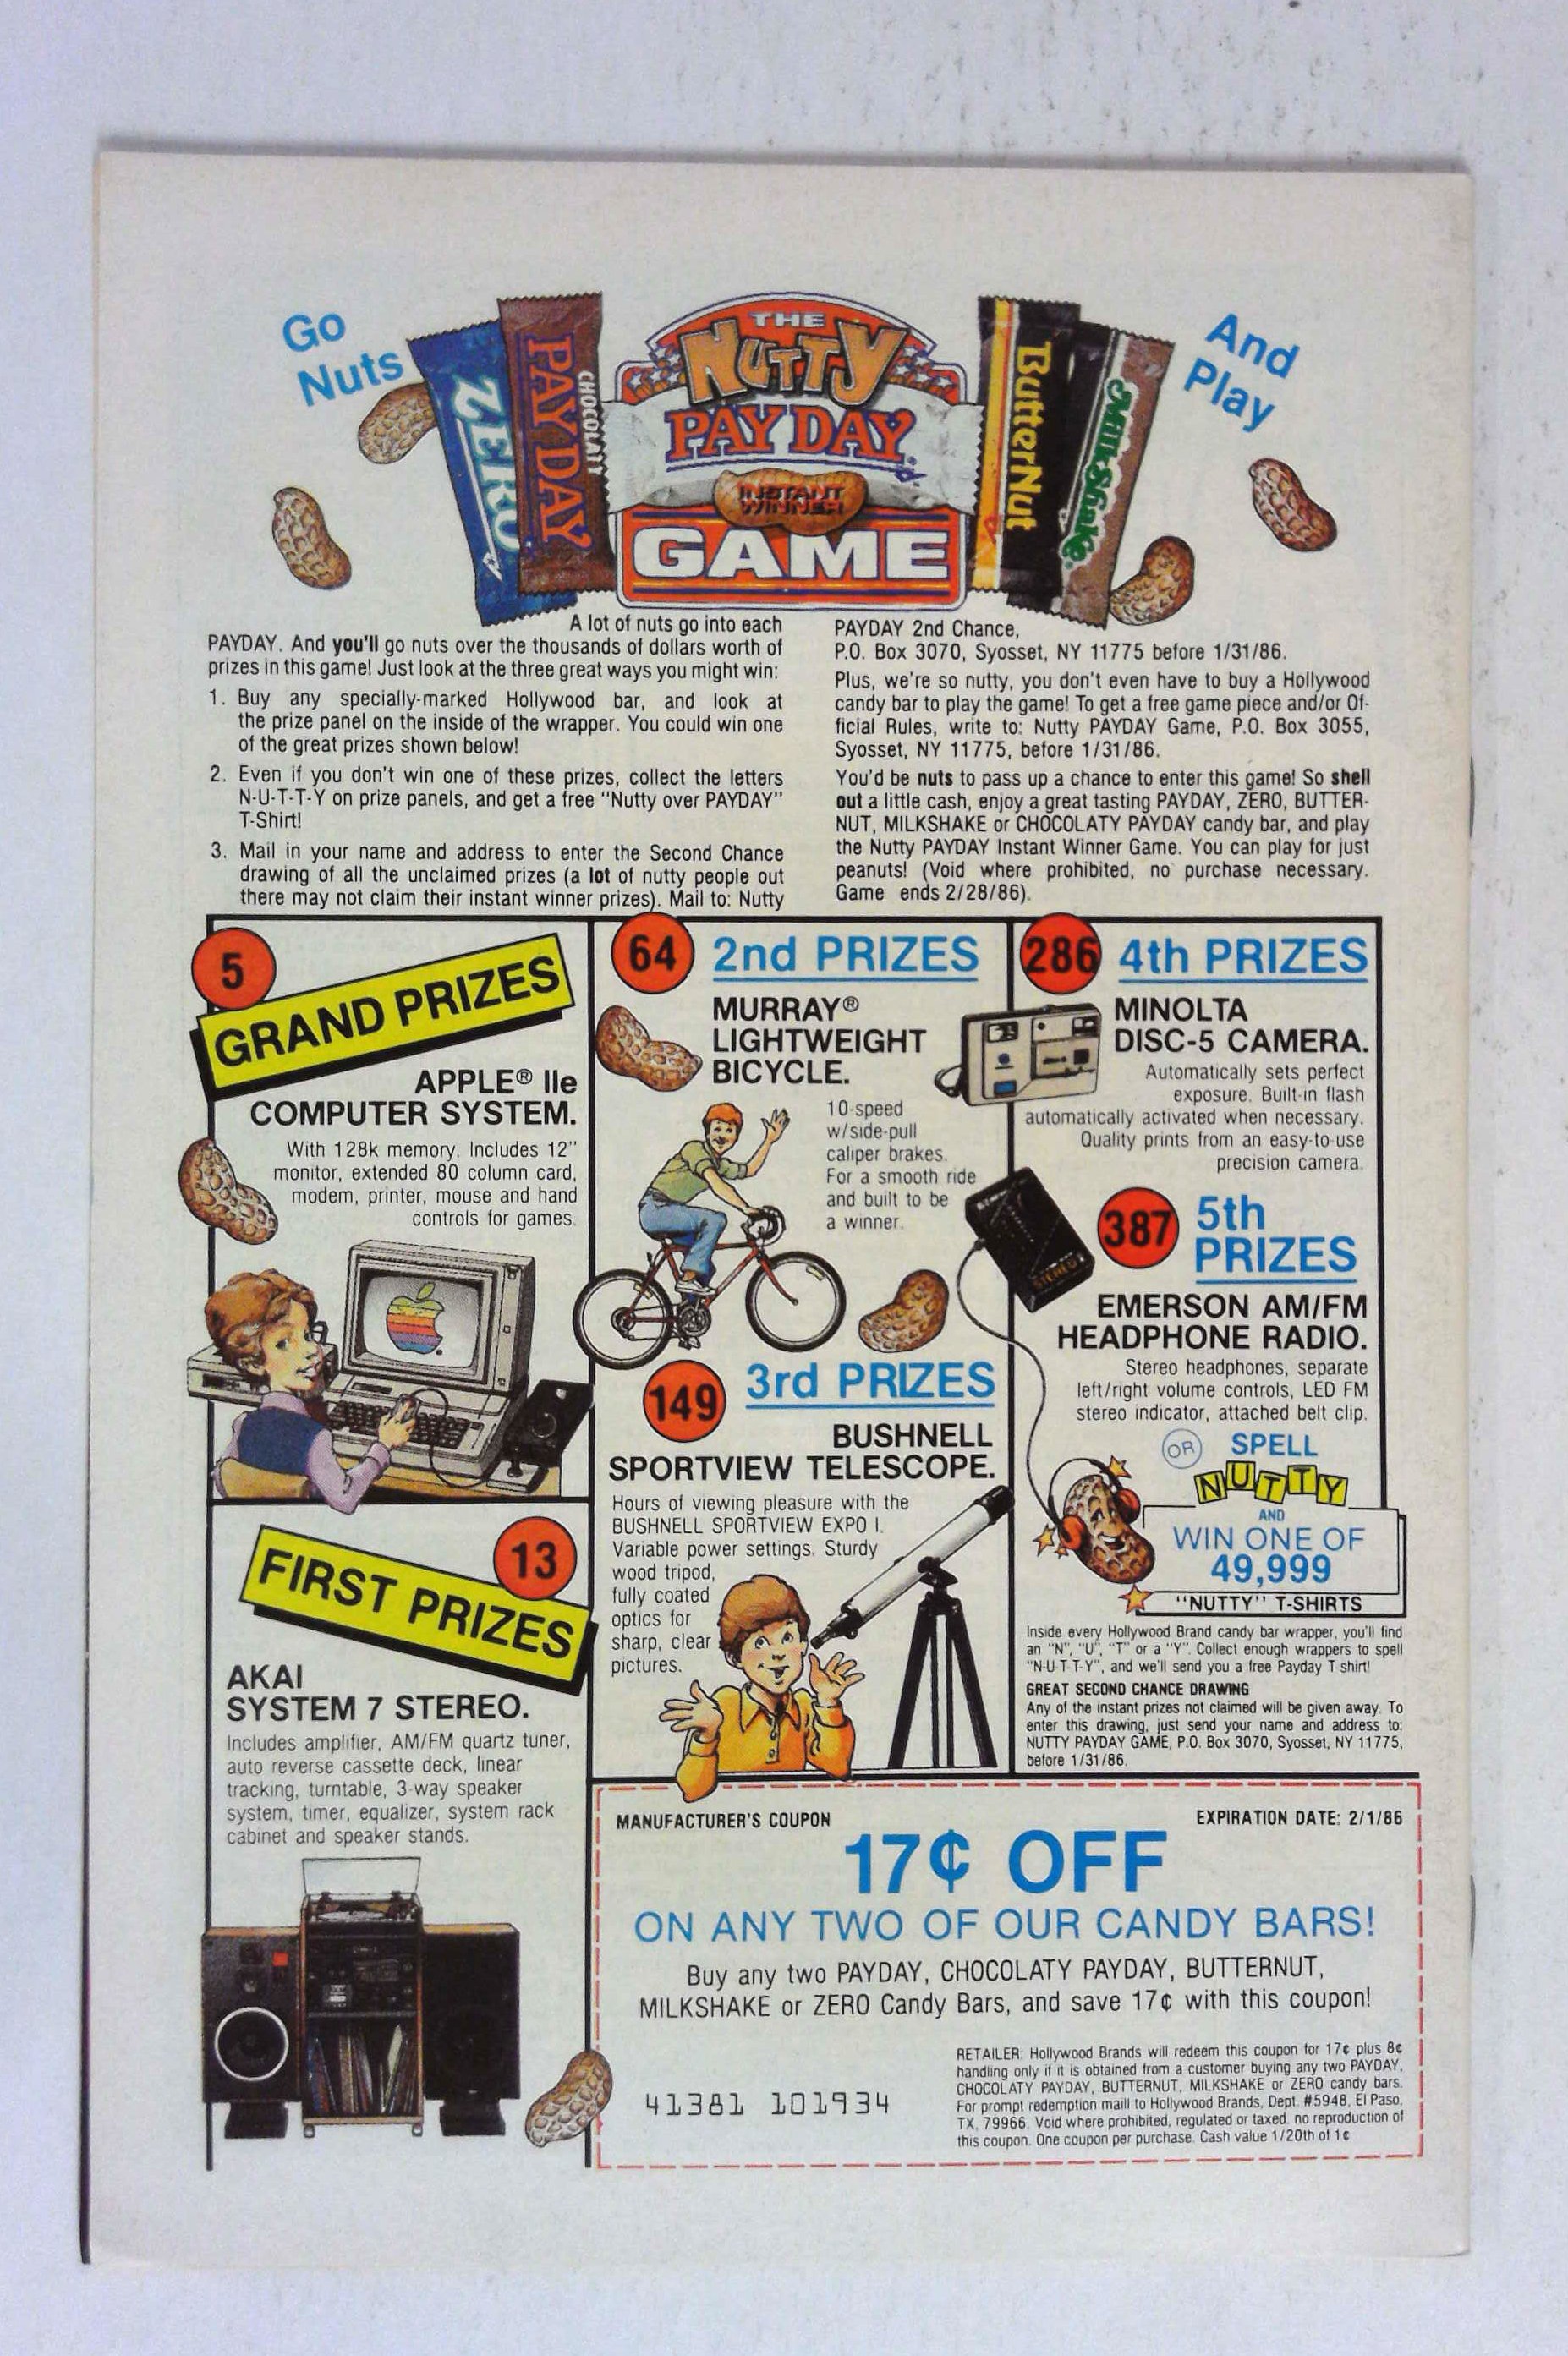 Go
Nuts
ZERO
CHOCOLATY
PAYDAY
THE
NUTTY
PAYDAY
INSTANT
WINNER
GAME
ButterNut
MilkShake
And
Play
A lot of nuts go into each
PAYDAY. And you'll go nuts over the thousands of dollars worth of
prizes in this game! Just look at the three great ways you might win:
1. Buy any specially-marked Hollywood bar, and look at
the prize panel on the inside of the wrapper. You could win one
of the great prizes shown below!
2. Even if you don't win one of these prizes, collect the letters
N-U-T-T-Y on prize panels, and get a free "Nutty over PAYDAY"
T-Shirt!
3. Mail in your name and address to enter the Second Chance
drawing of all the unclaimed prizes (a lot of nutty people out
there may not claim their instant winner prizes). Mail to: Nutty
PAYDAY 2nd Chance,
P.O. Box 3070, Syosset, NY 11775 before 1/31/86.
Plus, we're so nutty, you don't even have to buy a Hollywood
candy bar to play the game! To get a free game piece and/or Of-
ficial Rules, write to: Nutty PAYDAY Game, P.O. Box 3055,
Syosset, NY 11775, before 1/31/86.
You'd be nuts to pass up a chance to enter this game! So shell
out a little cash, enjoy a great tasting PAYDAY, ZERO, BUTTER-
NUT, MILKSHAKE or CHOCOLATY PAYDAY candy bar, and play
the Nutty PAYDAY Instant Winner Game. You can play for just
peanuts! (Void where prohibited, no purchase necessary.
Game ends 2/28/86).
5
GRAND PRIZES
APPLE® IIe
COMPUTER SYSTEM.
With 128k memory. Includes 12"
monitor, extended 80 column card,
modem, printer, mouse and hand
controls for games.
13
FIRST PRIZES
AKAI
SYSTEM 7 STEREO.
Includes amplifier, AM/FM quartz tuner,
auto reverse cassette deck, linear
tracking, turntable, 3-way speaker
system, timer, equalizer, system rack
cabinet and speaker stands.
64
2nd PRIZES
MURRAY®
LIGHTWEIGHT
BICYCLE.
10-speed
w/side-pull
caliper brakes.
For a smooth ride
and built to be
a winner.
149
3rd PRIZES
BUSHNELL
SPORTVIEW TELESCOPE.
Hours of viewing pleasure with the
BUSHNELL SPORTVIEW EXPO I.
Variable power settings. Sturdy
wood tripod,
fully coated
optics for
sharp, clear
pictures.
286
4th PRIZES
MINOLTA
DISC-5 CAMERA.
Automatically sets perfect
exposure. Built-in flash
automatically activated when necessary.
Quality prints from an easy-to-use
precision camera.
387
5th
PRIZES
STEREO
EMERSON AM/FM
HEADPHONE RADIO.
Stereo headphones, separate
left/right volume controls, LED FM
stereo indicator, attached belt clip.
OR SPELL
NUTTY
AND
WIN ONE OF
49,999
"NUTTY" T-SHIRTS
Inside every Hollywood Brand candy bar wrapper, you'll find
an "N", "U", "T" or a "Y". Collect enough wrappers to spell
"N-U-T-T-Y", and we'll send you a free Payday T-shirt!
GREAT SECOND CHANCE DRAWING
Any of the instant prizes not claimed will be given away. To
enter this drawing, just send your name and address to:
NUTTY PAYDAY GAME, P.O. Box 3070, Syosset, NY 11775,
before 1/31/86.
MANUFACTURER'S COUPON
EXPIRATION DATE: 2/1/86
17¢ OFF
ON ANY TWO OF OUR CANDY BARS!
Buy any two PAYDAY, CHOCOLATY PAYDAY, BUTTERNUT,
MILKSHAKE or ZERO Candy Bars, and save 17¢ with this coupon!
41381 101934
RETAILER: Hollywood Brands will redeem this coupon for 17¢ plus 8¢
handling only if it is obtained from a customer buying any two PAYDAY,
CHOCOLATY PAYDAY, BUTTERNUT, MILKSHAKE or ZERO candy bars.
For prompt redemption maill to Hollywood Brands, Dept. #5948, El Paso,
TX, 79966. Void where prohibited, regulated or taxed. no reproduction of
this coupon. One coupon per purchase. Cash value 1/20th of 1¢